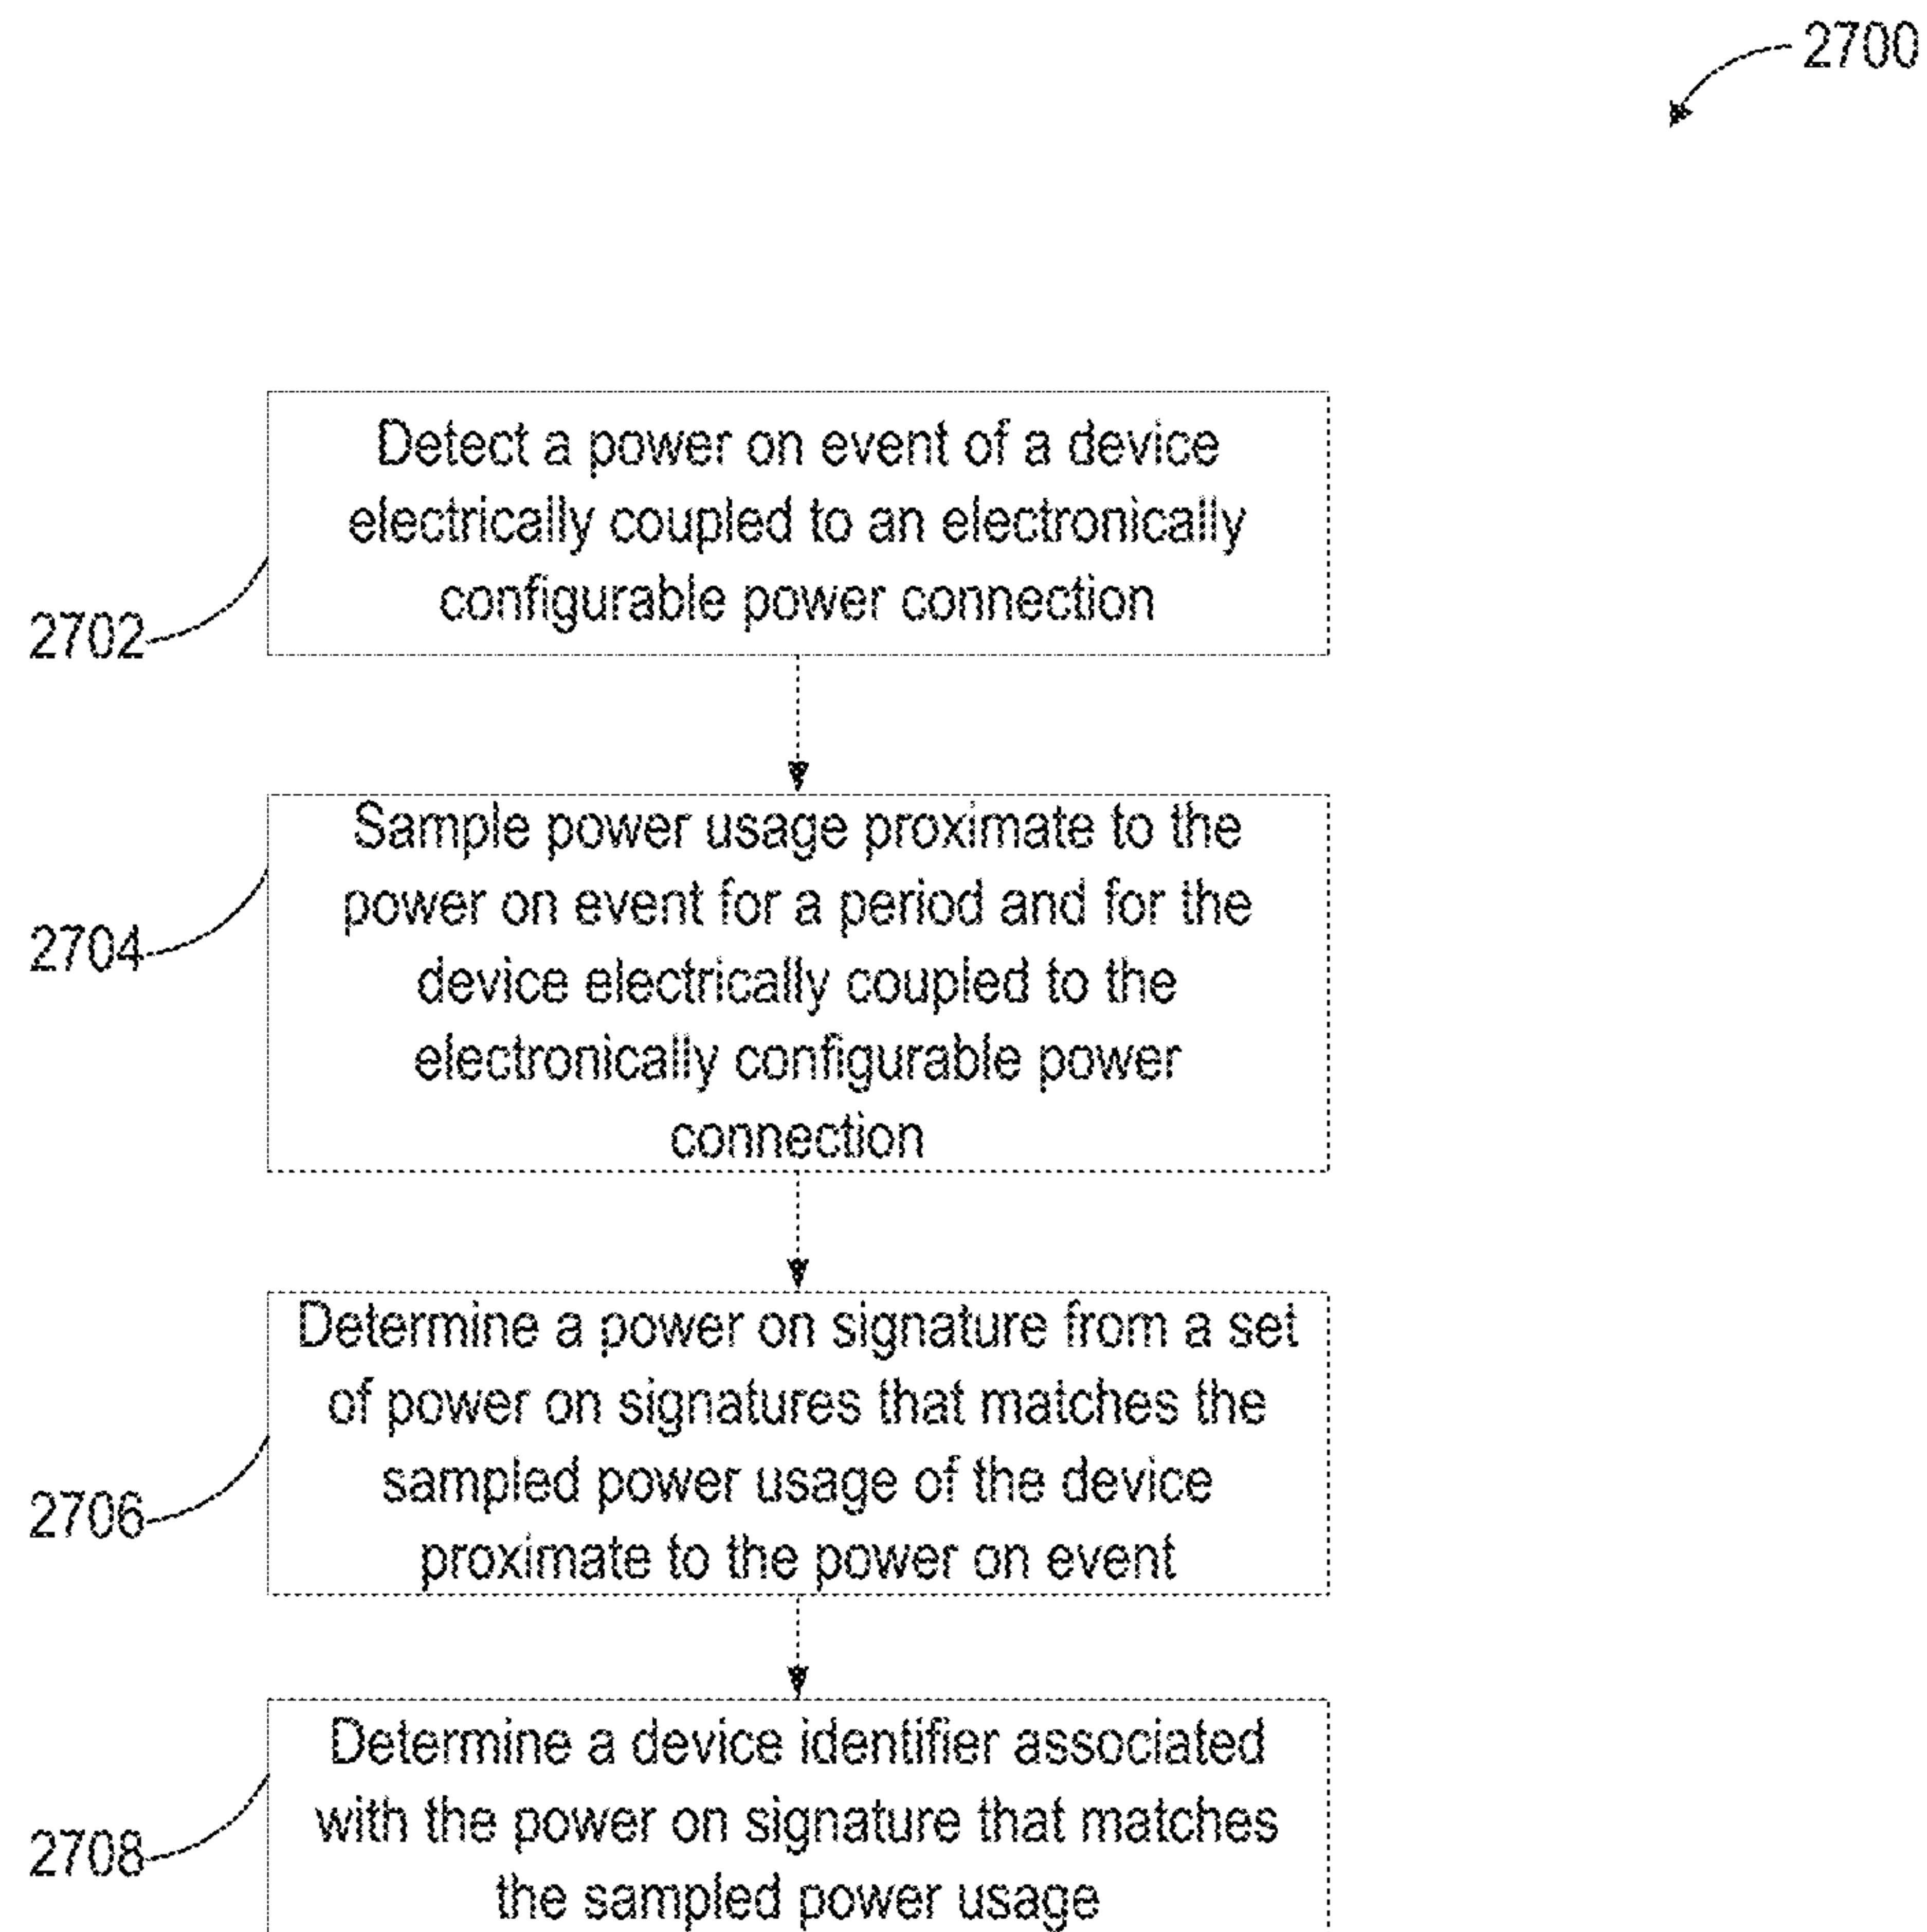 2700
Detect a power on event of a device
electrically coupled to an electronically
configurable power connection
2702
Sample power usage proximate to the
power on event for a period and for the
device electrically coupled to the
electronically configurable power
connection
2704
Determine a power on signature from a set
of power on signatures that matches the
sampled power usage of the device
proximate to the power on event
2706
Determine a device identifier associated
with the power on signature that matches
the sampled power usage
2708